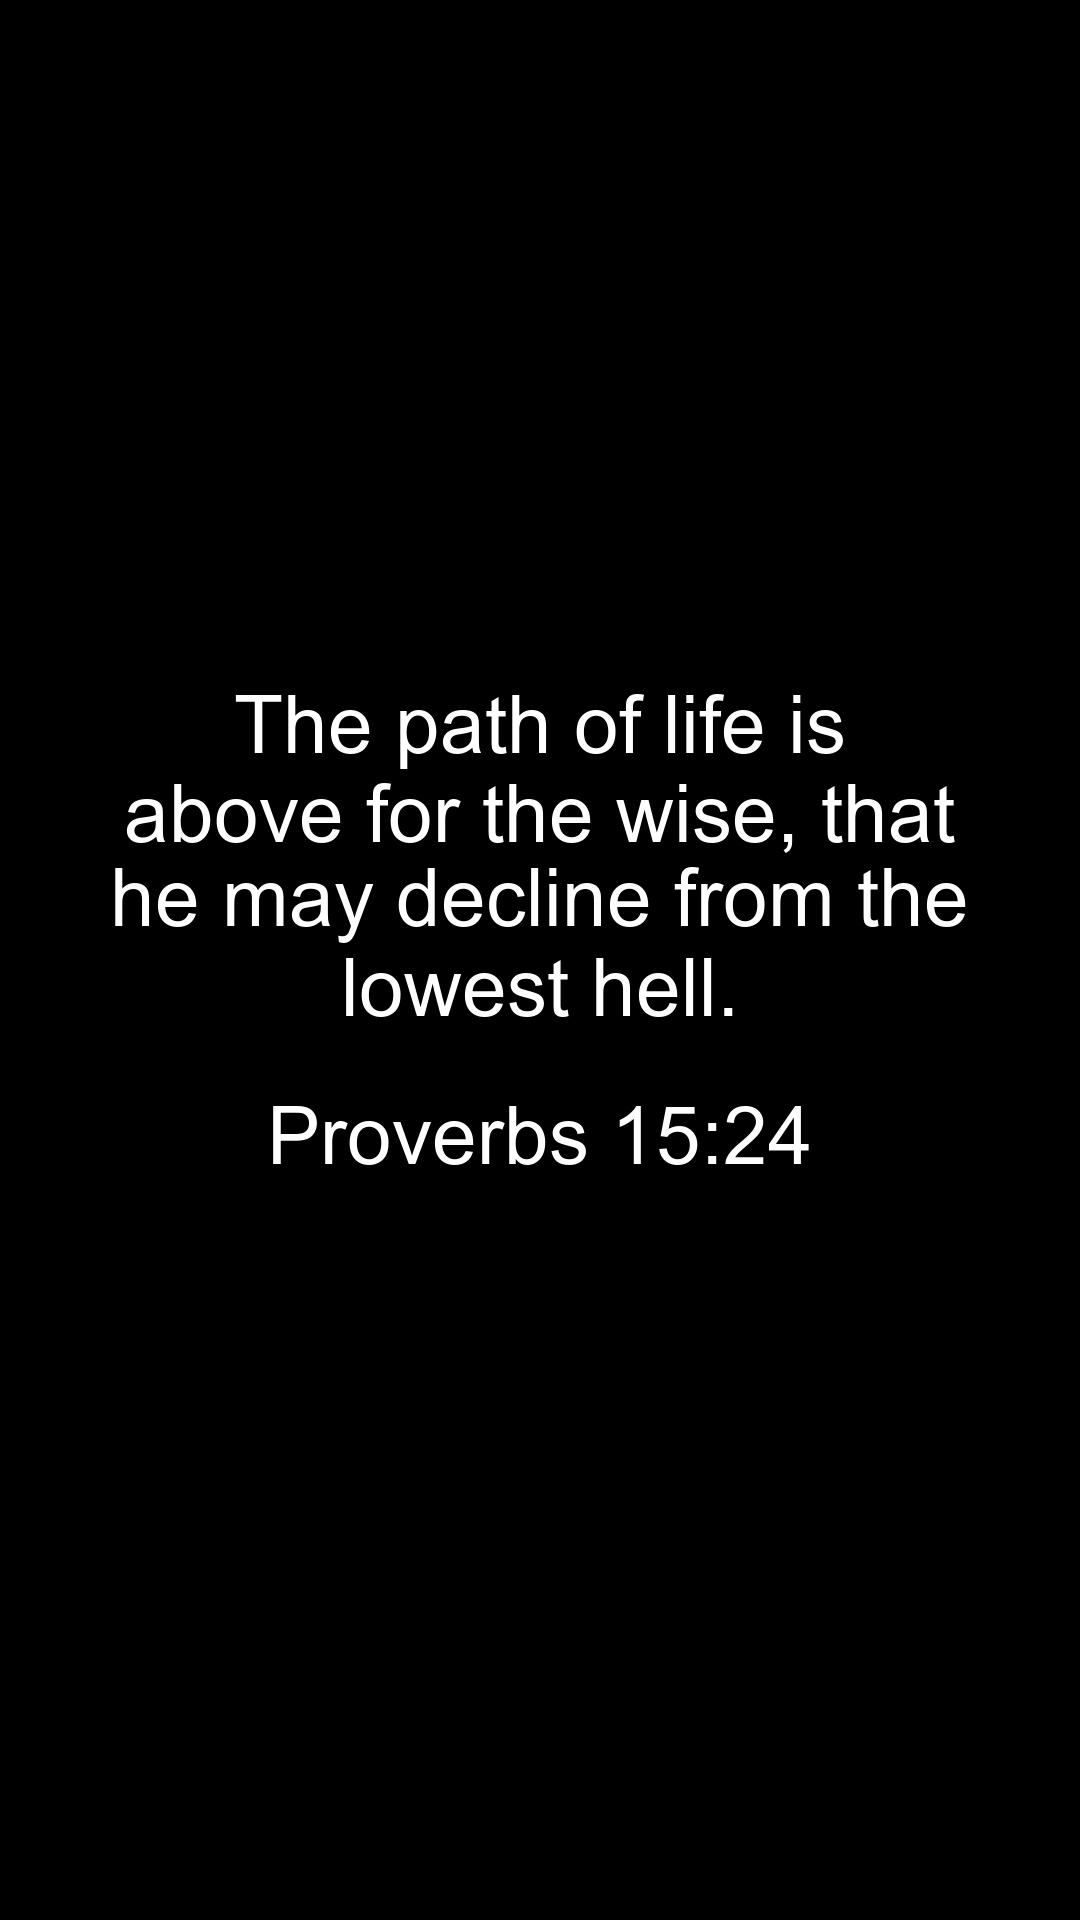 The path of life is
above for the wise, that
he may decline from the
lowest hell.
Proverbs 15:24